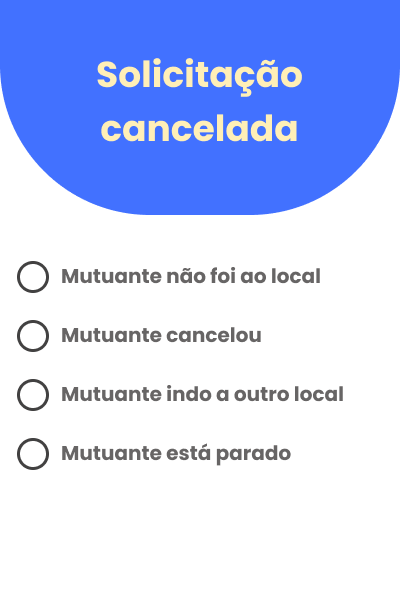 Solicitação
cancelada
Mutuante não foi ao local
Mutuante cancelou
Mutuante indo a outro local
Mutuante está parado